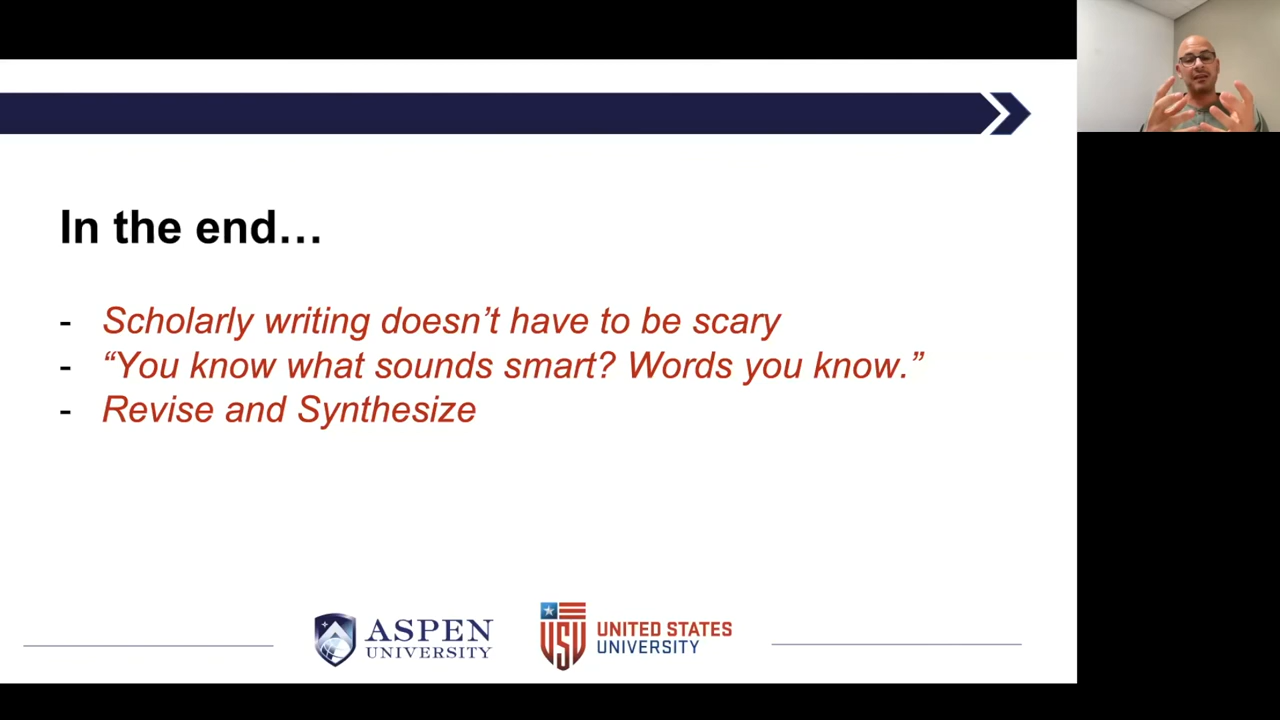 In the end…
- Scholarly writing doesn’t have to be scary
- “You know what sounds smart? Words you know.”
- Revise and Synthesize
ASPEN
UNIVERSITY
USU
UNITED STATES
UNIVERSITY